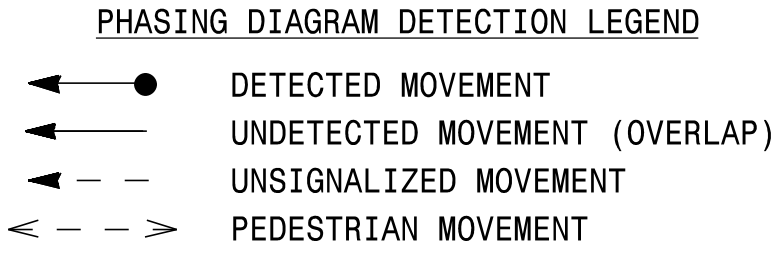 PHASING DIAGRAM DETECTION LEGEND
DETECTED MOVEMENT
UNDETECTED MOVEMENT (OVERLAP)
UNSIGNALIZED MOVEMENT
PEDESTRIAN MOVEMENT